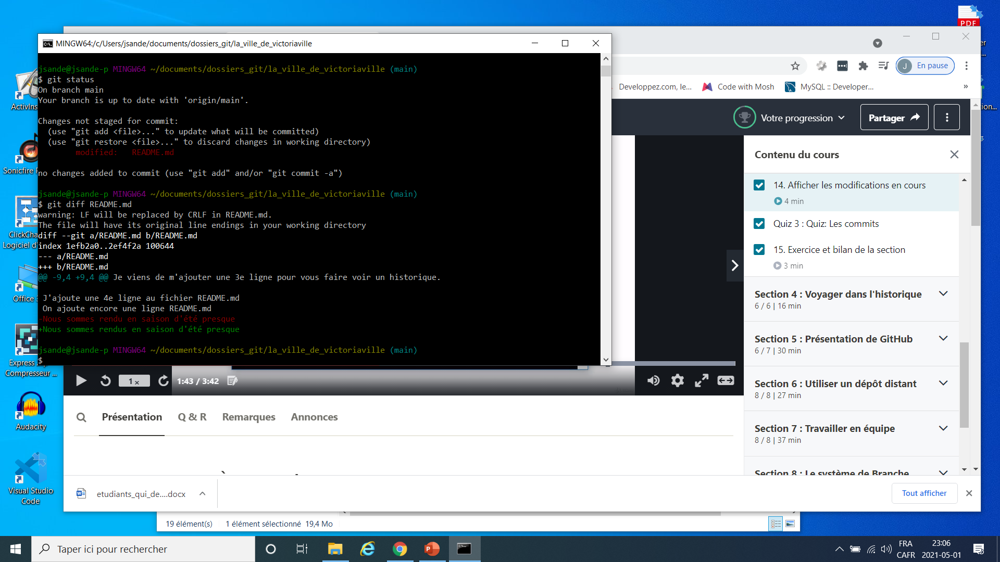 MINGW64:/c/Users/jsande/documents/dossiers_git/la_ville_de_victoriaville
jsande@jsande-p MINGW64 ~/documents/dossiers_git/la_ville_de_victoriaville (main)
$ git status
On branch main
Your branch is up to date with 'origin/main'.
Changes not staged for commit:
(use "git add <file>..." to update what will be committed)
(use "git restore <file>..." to discard changes in working directory)
modified: README.md
no changes added to commit (use "git add" and/or "git commit -a")
jsande@jsande-p MINGW64 ~/documents/dossiers_git/la_ville_de_victoriaville (main)
$ git diff README.md
warning: LF will be replaced by CRLF in README.md.
The file will have its original line endings in your working directory
diff --git a/README.md b/README.md
index 1efb2a0..2ef4f2a 100644
--- a/README.md
+++ b/README.md
@@ -9,4 +9,4 @@ Je viens de m'ajouter une 3e ligne pour vous faire voir un historique.
J'ajoute une 4e ligne au fichier README.md
On ajoute encore une ligne README.md
-Nous sommes rendu en saison d'été presque
+Nous sommes rendus en saison d'été presque
jsande@jsande-p MINGW64 ~/documents/dossiers_git/la_ville_de_victoriaville (main)
$
PDF
J En pause
Developpez.com, le...
Code with Mosh
MySQL :: Developer...
»
Votre progression
Partager
Contenu du cours
14. Afficher les modifications en cours
4 min
Quiz 3 : Quiz: Les commits
15. Exercice et bilan de la section
3 min
Section 4 : Voyager dans l'historique
6 / 6 | 16 min
Section 5 : Présentation de GitHub
6 / 7 | 30 min
Section 6 : Utiliser un dépôt distant
8 / 8 | 27 min
Section 7 : Travailler en équipe
8 / 8 | 37 min
Section 8 : Le système de Branche
1 x
1:43 / 3:42
Présentation
Q & R
Remarques
Annonces
etudiants_qui_de....docx
Tout afficher
19 élément(s)
1 élément sélectionné 19,4 Mo
ActivIns
Sonicfire
ClickCha
Logiciel d'
Office
Express
Compresseur ...
Audacity
Visual Studio
Code
Taper ici pour rechercher
FRA
CAFR
23:06
2021-05-01